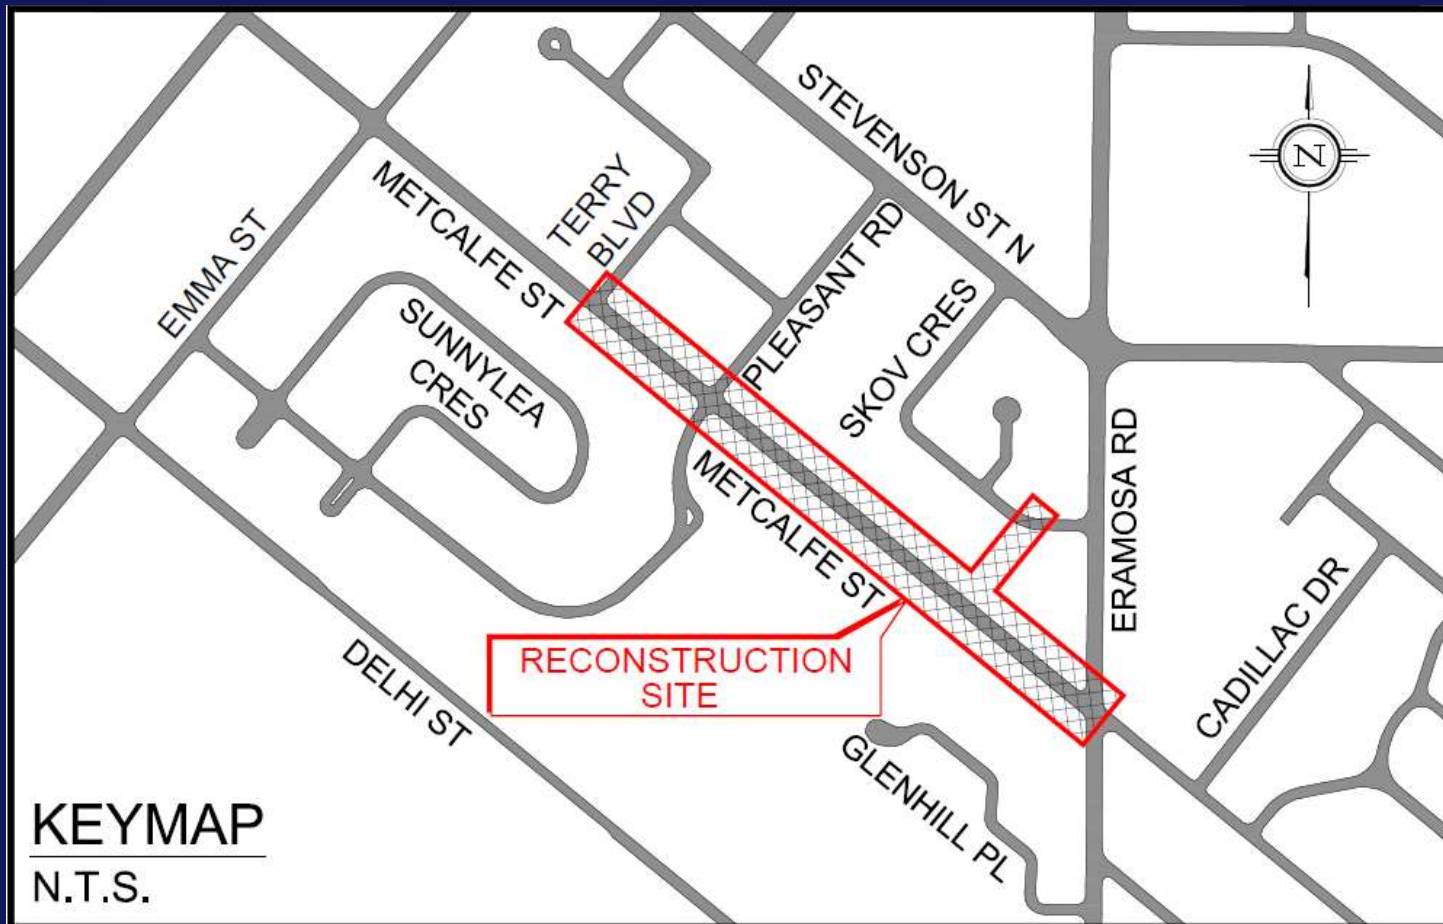 STEVENSON ST N
N
TERRY
BLVD
METCALFE ST
PLEASANT RD
EMMA ST
SUNNYLEA
CRES
SKOV CRES
METCALFE ST
ERAMOSA RD
CADILLAC DR
RECONSTRUCTION
SITE
DELHI ST
GLENHILL PL
KEYMAP
N.T.S.